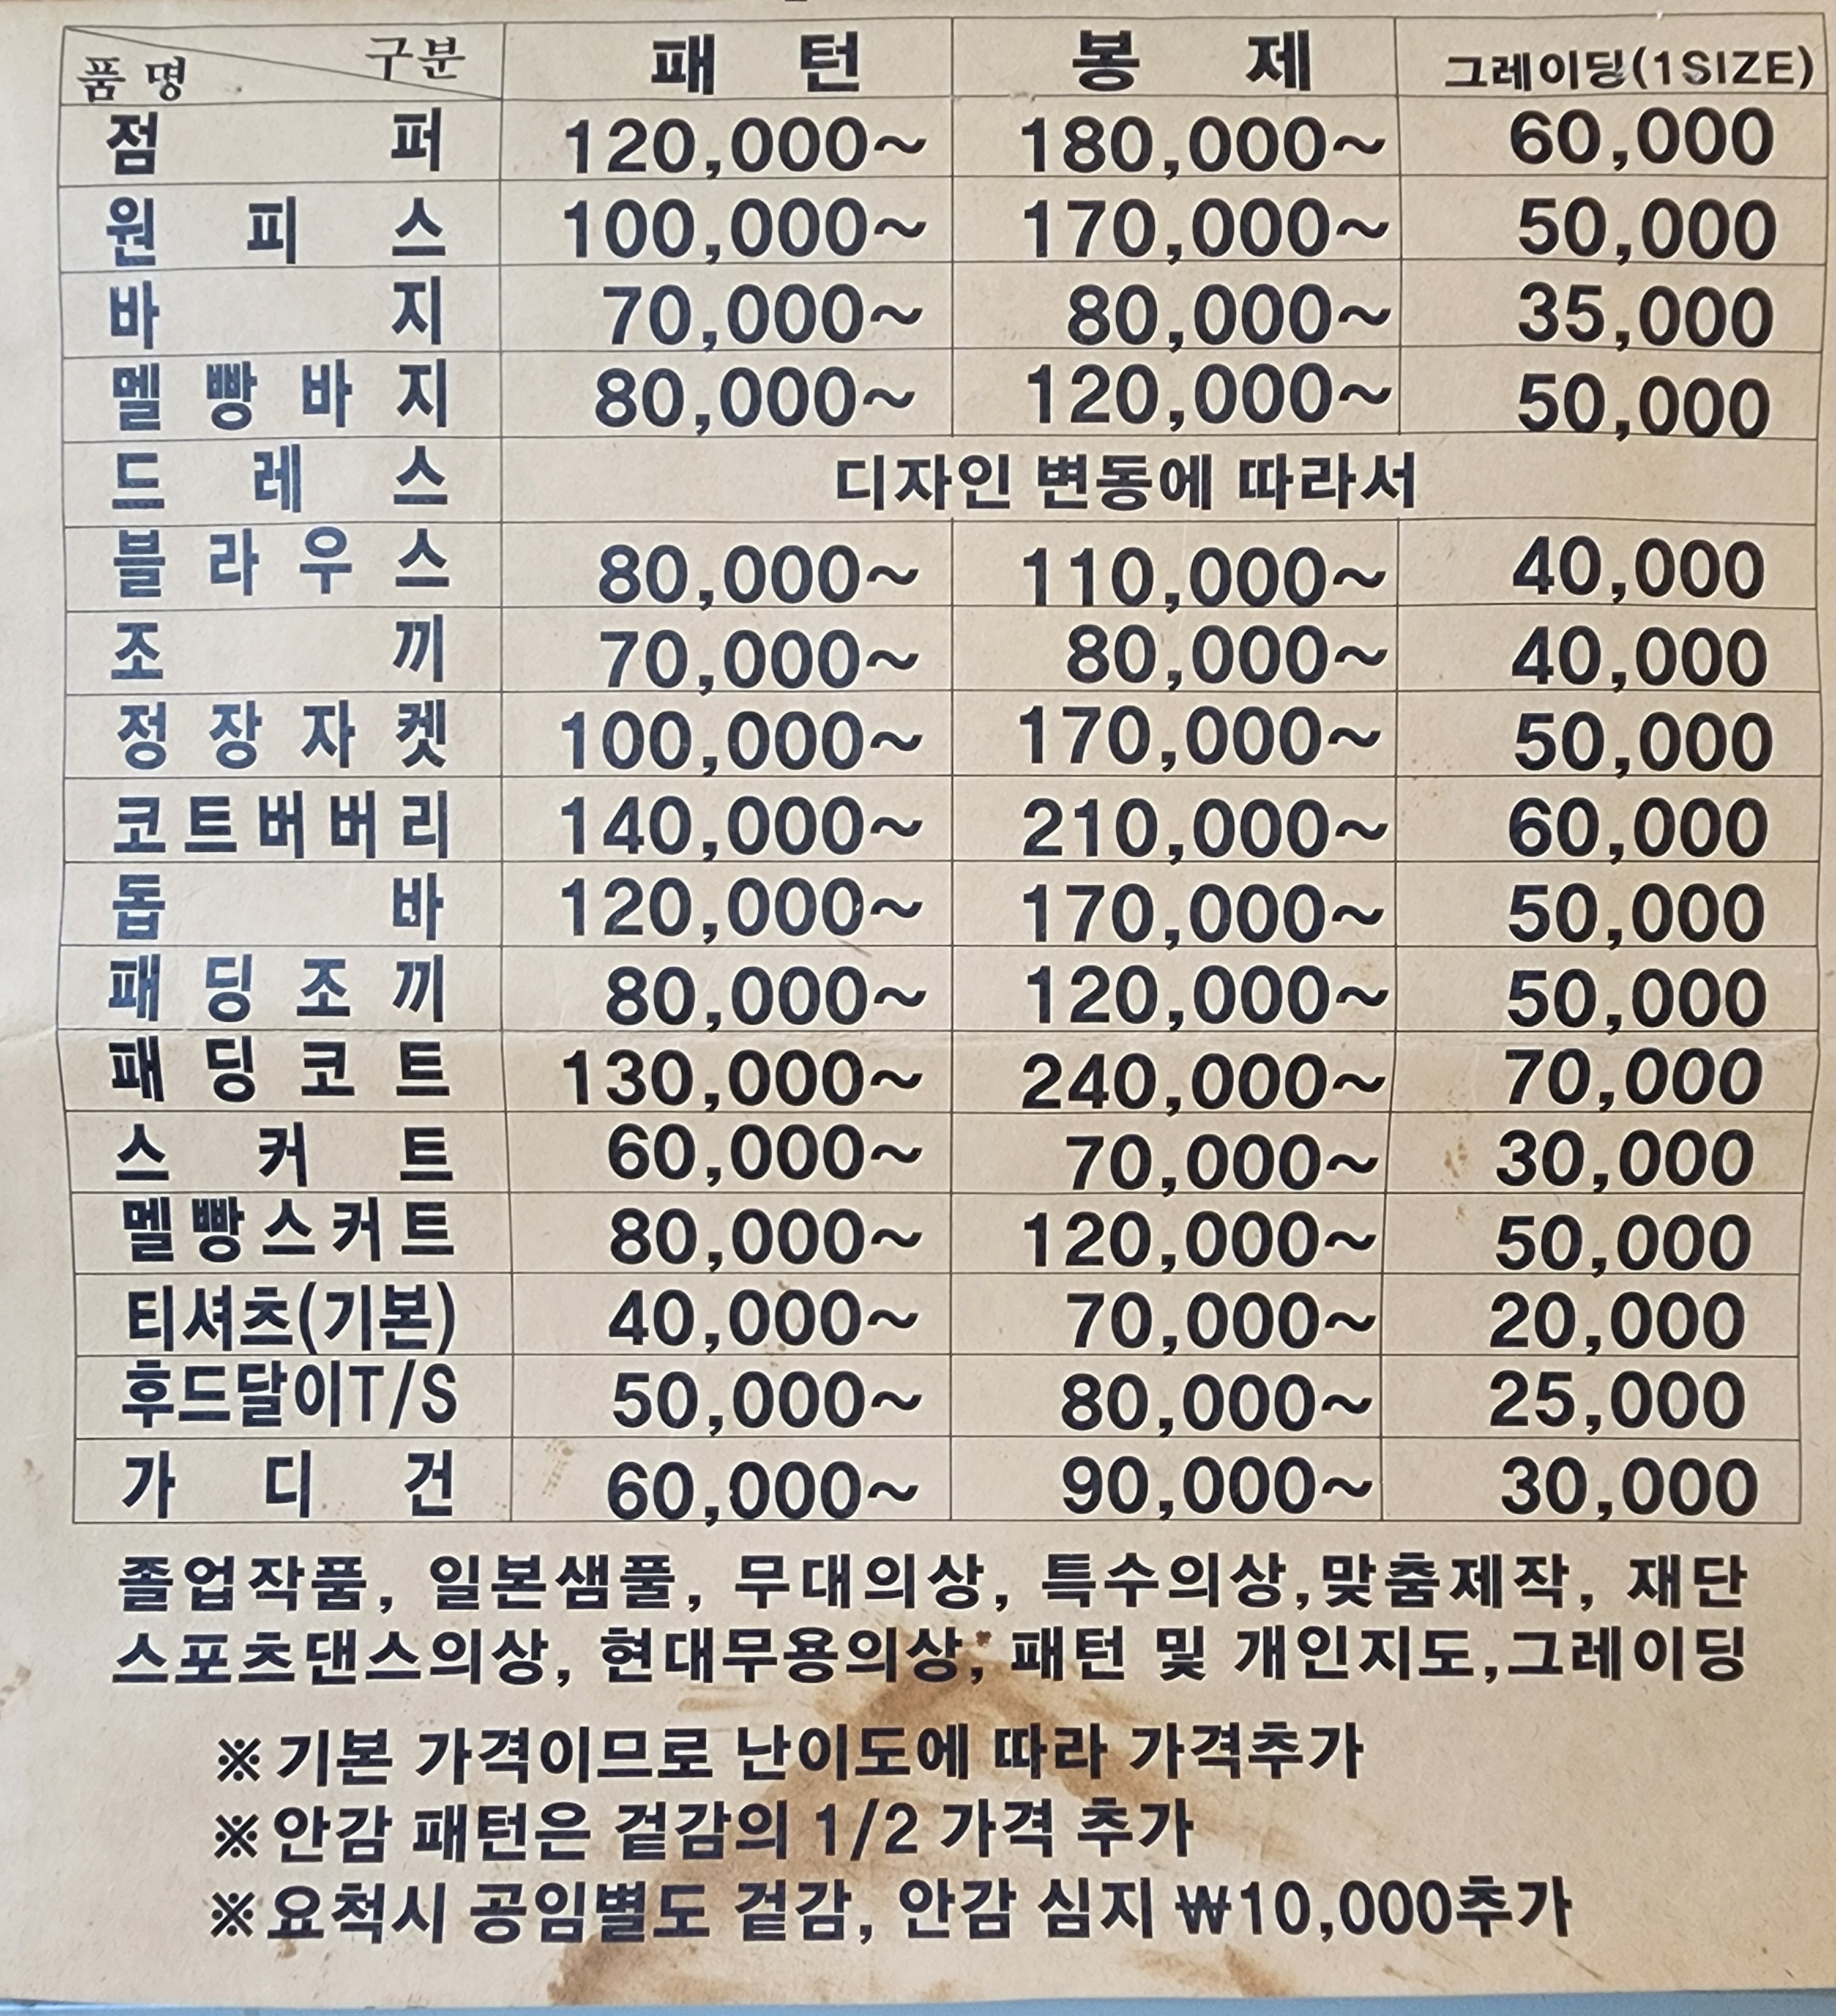 품명 구분 패턴 봉제 그레이딩(1SIZE)
점퍼 120,000~ 180,000~ 60,000
원피스 100,000~ 170,000~ 50,000
바지 70,000~ 80,000~ 35,000
멜빵바지 80,000~ 120,000~ 50,000
드레스 디자인 변동에 따라서
블라우스 80,000~ 110,000~ 40,000
조끼 70,000~ 80,000~ 40,000
정장자켓 100,000~ 170,000~ 50,000
코트버버리 140,000~ 210,000~ 60,000
돕바 120,000~ 170,000~ 50,000
패딩조끼 80,000~ 120,000~ 50,000
패딩코트 130,000~ 240,000~ 70,000
스커트 60,000~ 70,000~ 30,000
멜빵스커트 80,000~ 120,000~ 50,000
티셔츠(기본) 40,000~ 70,000~ 20,000
후드달이T/S 50,000~ 80,000~ 25,000
가디건 60,000~ 90,000~ 30,000
졸업작품, 일본샘풀, 무대의상, 특수의상,맞춤제작, 재단
스포츠댄스의상, 현대무용의상, 패턴 및 개인지도,그레이딩
※기본 가격이므로 난이도에 따라 가격추가
※안감 패턴은 겉감의 1/2 가격 추가
※요척시 공임별도 겉감, 안감 심지 ₩10,000추가